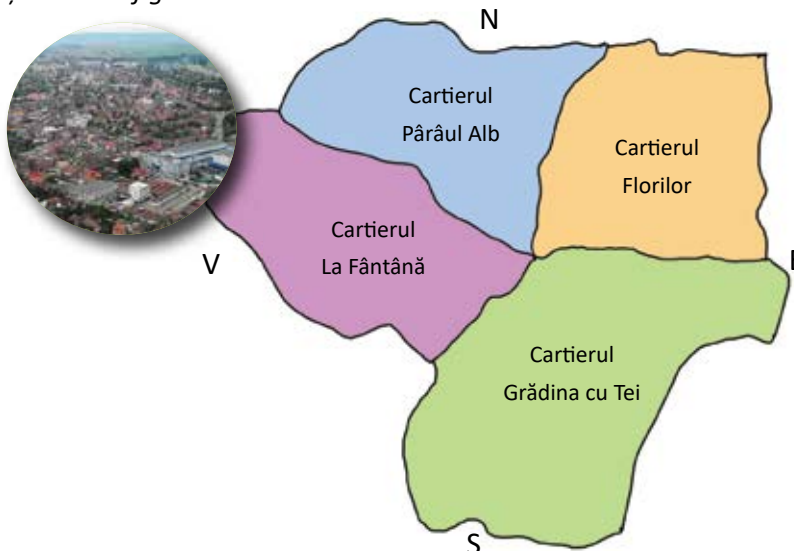 N
Cartierul
Pârâul Alb
Cartierul
Florilor
Cartierul
La Fântână
V
E
Cartierul
Grădina cu Tei
S